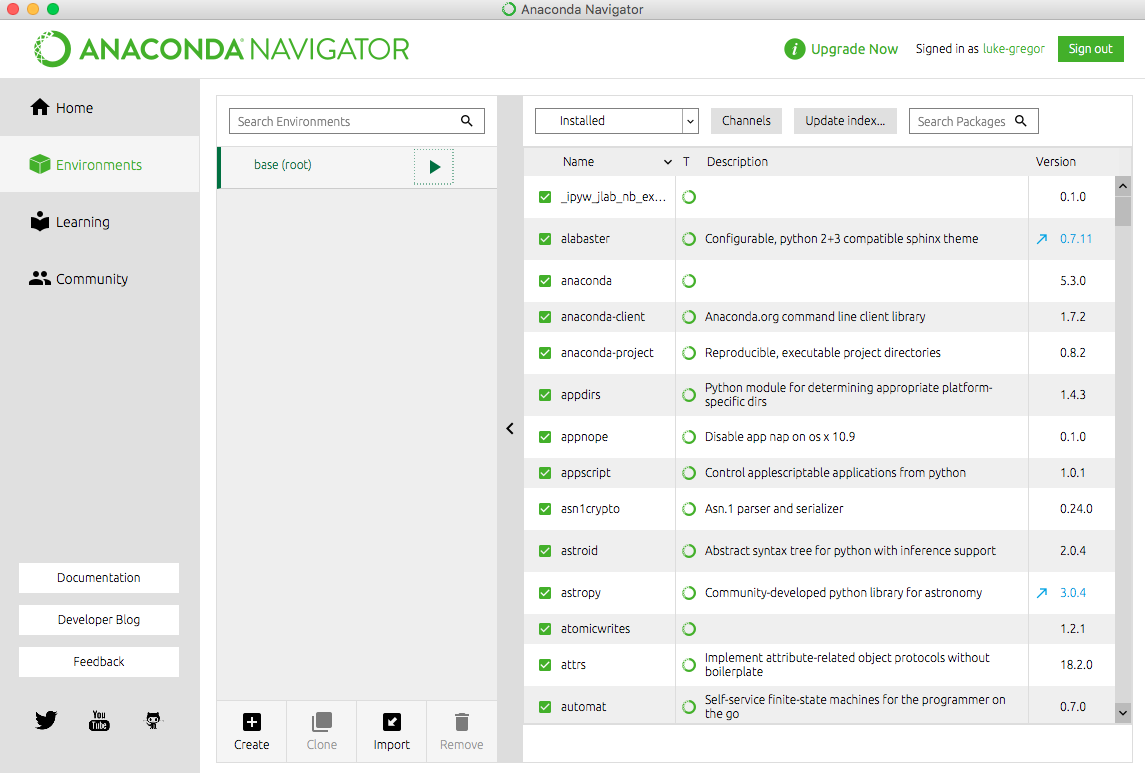 Anaconda Navigator
ANACONDA NAVIGATOR
i Upgrade Now
Signed in as luke-gregor
Sign out
Home
Environments
Learning
Community
Documentation
Developer Blog
Feedback
You Tube
Search Environments
base (root)
Create
Clone
Import
Remove
Installed
Channels
Update index...
Search Packages
Name T Description Version
_ipyw_jlab_nb_ex... 0.1.0
alabaster Configurable, python 2+3 compatible sphinx theme 0.7.11
anaconda 5.3.0
anaconda-client Anaconda.org command line client library 1.7.2
anaconda-project Reproducible, executable project directories 0.8.2
appdirs Python module for determining appropriate platform-
specific dirs 1.4.3
appnope Disable app nap on os x 10.9 0.1.0
appscript Control applescriptable applications from python 1.0.1
asn1crypto Asn.1 parser and serializer 0.24.0
astroid Abstract syntax tree for python with inference support 2.0.4
astropy Community-developed python library for astronomy 3.0.4
atomicwrites 1.2.1
attrs Implement attribute-related object protocols without
boilerplate 18.2.0
automat Self-service finite-state machines for the programmer on
the go 0.7.0